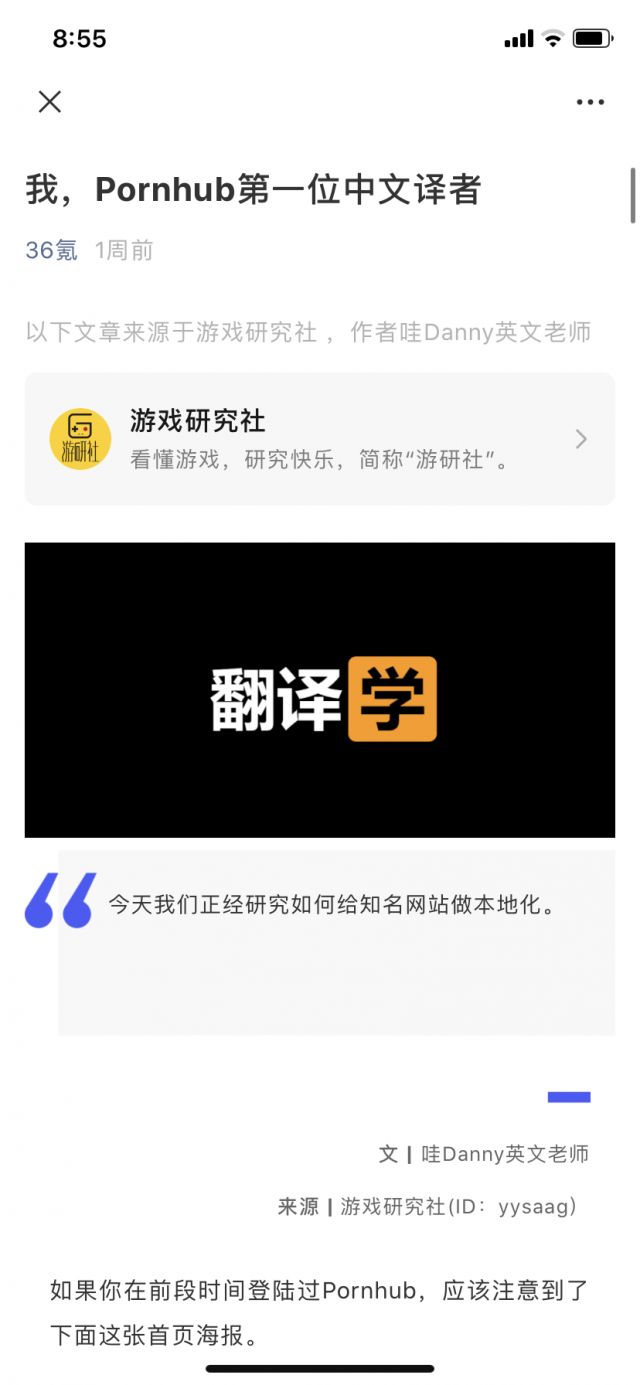 8:55
我，Pornhub第一位中文译者
36氪 1周前
以下文章来源于游戏研究社 ，作者哇Danny英文老师
游研社
游戏研究社
看懂游戏，研究快乐，简称“游研社”。
翻译学
今天我们正经研究如何给知名网站做本地化。
文 | 哇Danny英文老师
来源 | 游戏研究社(ID：yysaag)
如果你在前段时间登陆过Pornhub，应该注意到了
下面这张首页海报。